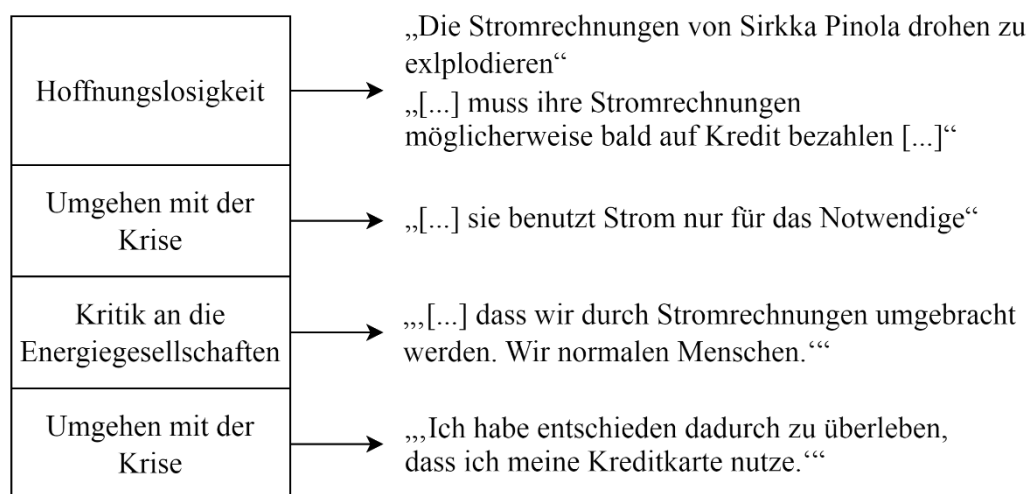 Hoffnungslosigkeit
„Die Stromrechnungen von Sirkka Pinola drohen zu
exlplodieren“
„[...] muss ihre Stromrechnungen
möglicherweise bald auf Kredit bezahlen [...]“
Umgehen mit der
Krise
„[...] sie benutzt Strom nur für das Notwendige“
Kritik an die
Energiegesellschaften
„‚[...] dass wir durch Stromrechnungen umgebracht
werden. Wir normalen Menschen.‘“
Umgehen mit der
Krise
„‚Ich habe entschieden dadurch zu überleben,
dass ich meine Kreditkarte nutze.‘“